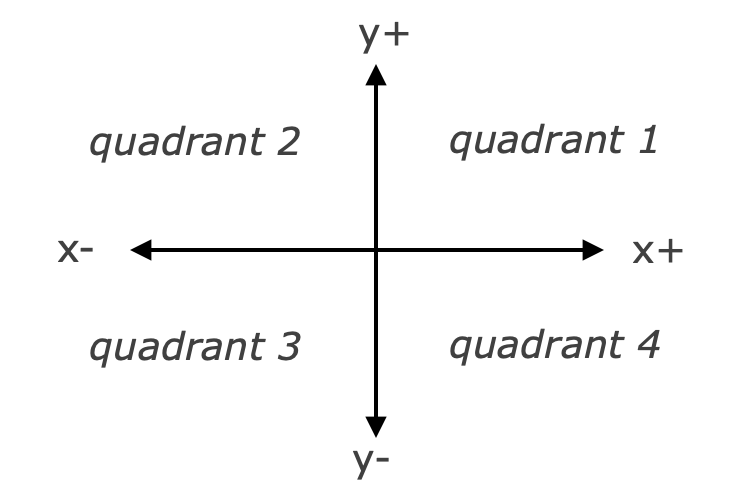 y+
quadrant 2
quadrant 1
x-
x+
quadrant 3
quadrant 4
y-